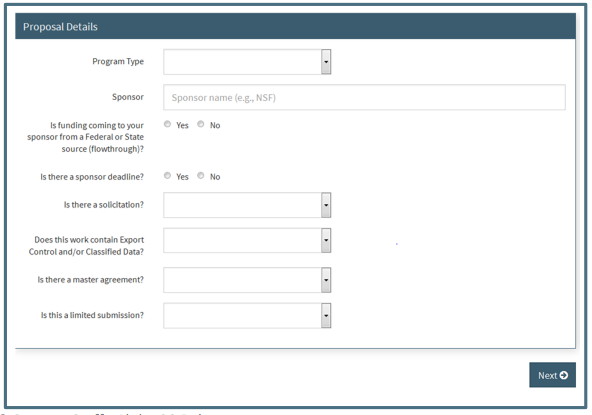 Proposal Details
Program Type
Sponsor
Sponsor name (e.g., NSF)
Is funding coming to your
sponsor from a Federal or State
source (flowthrough)?
Yes No
Is there a sponsor deadline?
Yes No
Is there a solicitation?
Does this work contain Export
Control and/or Classified Data?
Is there a master agreement?
Is this a limited submission?
Next